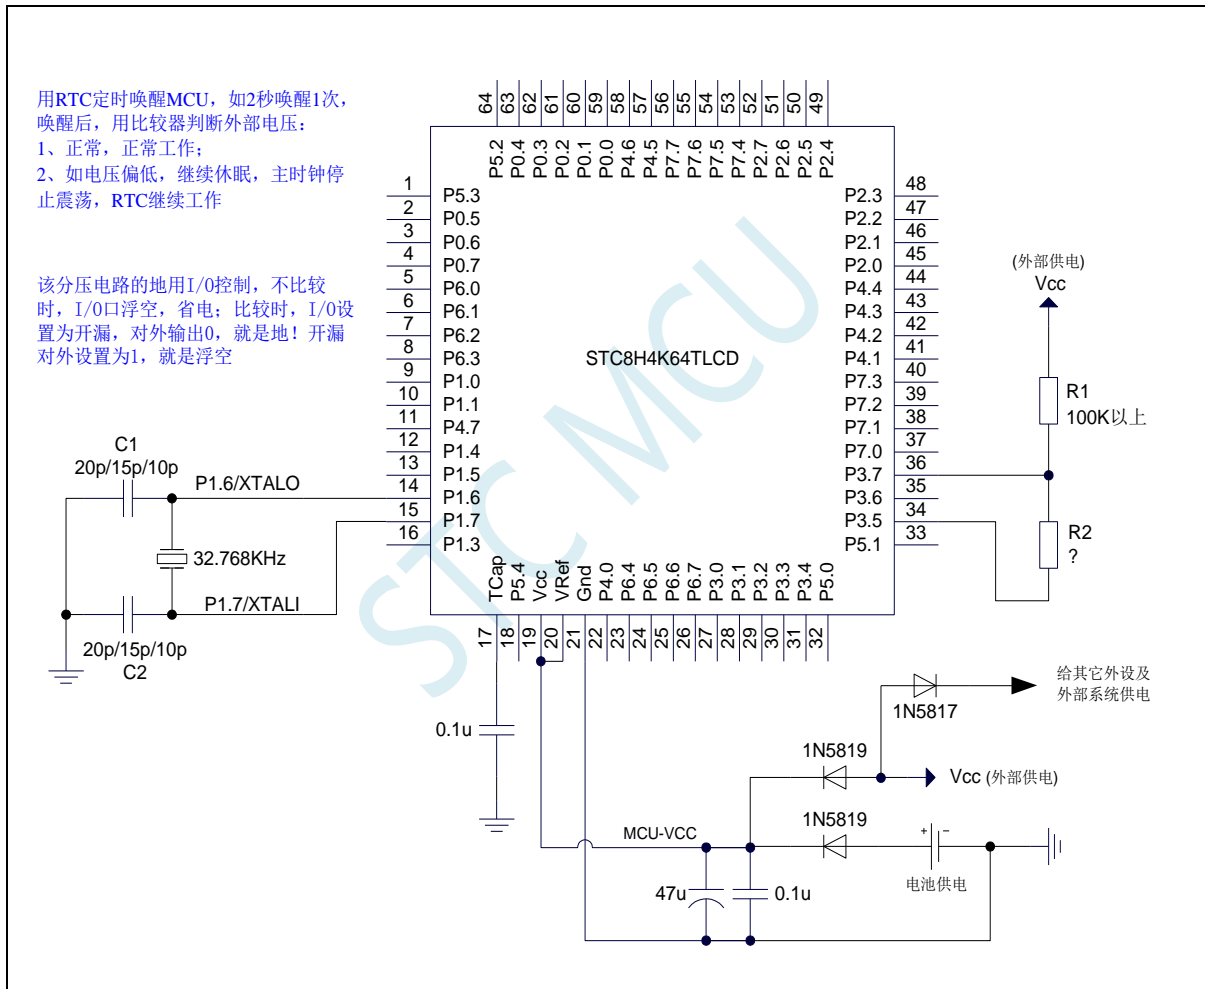 用RTC定时唤醒MCU，如2秒唤醒1次，
唤醒后，用比较器判断外部电压：
1、正常，正常工作；
2、如电压偏低，继续休眠，主时钟停
止震荡，RTC继续工作
该分压电路的地用I/O控制，不比较
时，I/O口浮空，省电；比较时，I/O设
置为开漏，对外输出0，就是地！开漏
对外设置为1，就是浮空
64 63 62 61 60 59 58 57 56 55 54 53 52 51 50 49
P5.2 P0.4 P0.3 P0.2 P0.1 P0.0 P4.6 P4.5 P7.7 P7.6 P7.5 P7.4 P2.7 P2.6 P2.5 P2.4
1 P5.3
2 P0.5
3 P0.6
4 P0.7
5 P6.0
6 P6.1
7 P6.2
8 P6.3
9 P1.0
10 P1.1
11 P4.7
12 P1.4
13 P1.5
14 P1.6
15 P1.7
16 P1.3
STC8H4K64TLCD
STC MCU
P2.3 48
P2.2 47
P2.1 46
P2.0 45
P4.4 44
P4.3 43
P4.2 42
P4.1 41
P7.3 40
P7.2 39
P7.1 38
P7.0 37
P3.7 36
P3.6 35
P3.5 34
P5.1 33
TCap P5.4 Vcc VRef Gnd P4.0 P6.4 P6.5 P6.6 P6.7 P3.0 P3.1 P3.2 P3.3 P3.4 P5.0
17 18 19 20 21 22 23 24 25 26 27 28 29 30 31 32
(外部供电)
Vcc
R1
100K以上
R2
?
C1
20p/15p/10p
P1.6/XTALO
32.768KHz
P1.7/XTALI
20p/15p/10p
C2
0.1u
给其它外设及
外部系统供电
1N5817
1N5819
Vcc (外部供电)
1N5819
MCU-VCC
+ −
电池供电
47u
0.1u